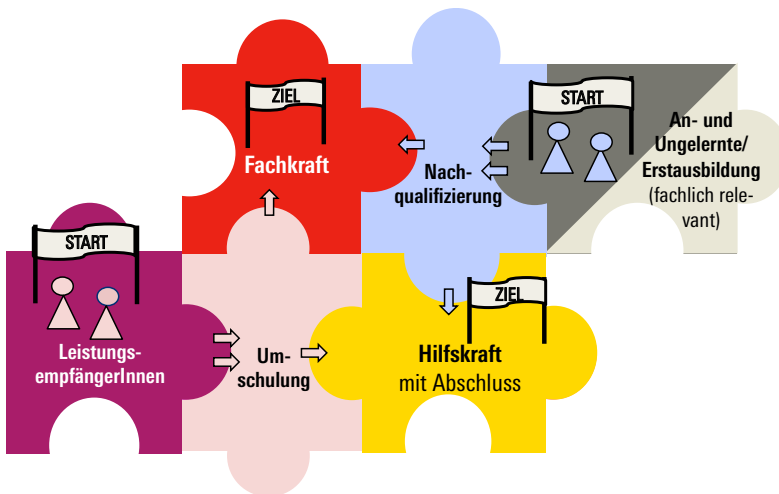 ZIEL
Fachkraft
START
An- und
Ungelernte/
Erstausbildung
(fachlich rele-
vant)
Nach-
qualifizierung
START
Leistungs-
empfängerInnen
Um-
schulung
ZIEL
Hilfskraft
mit Abschluss